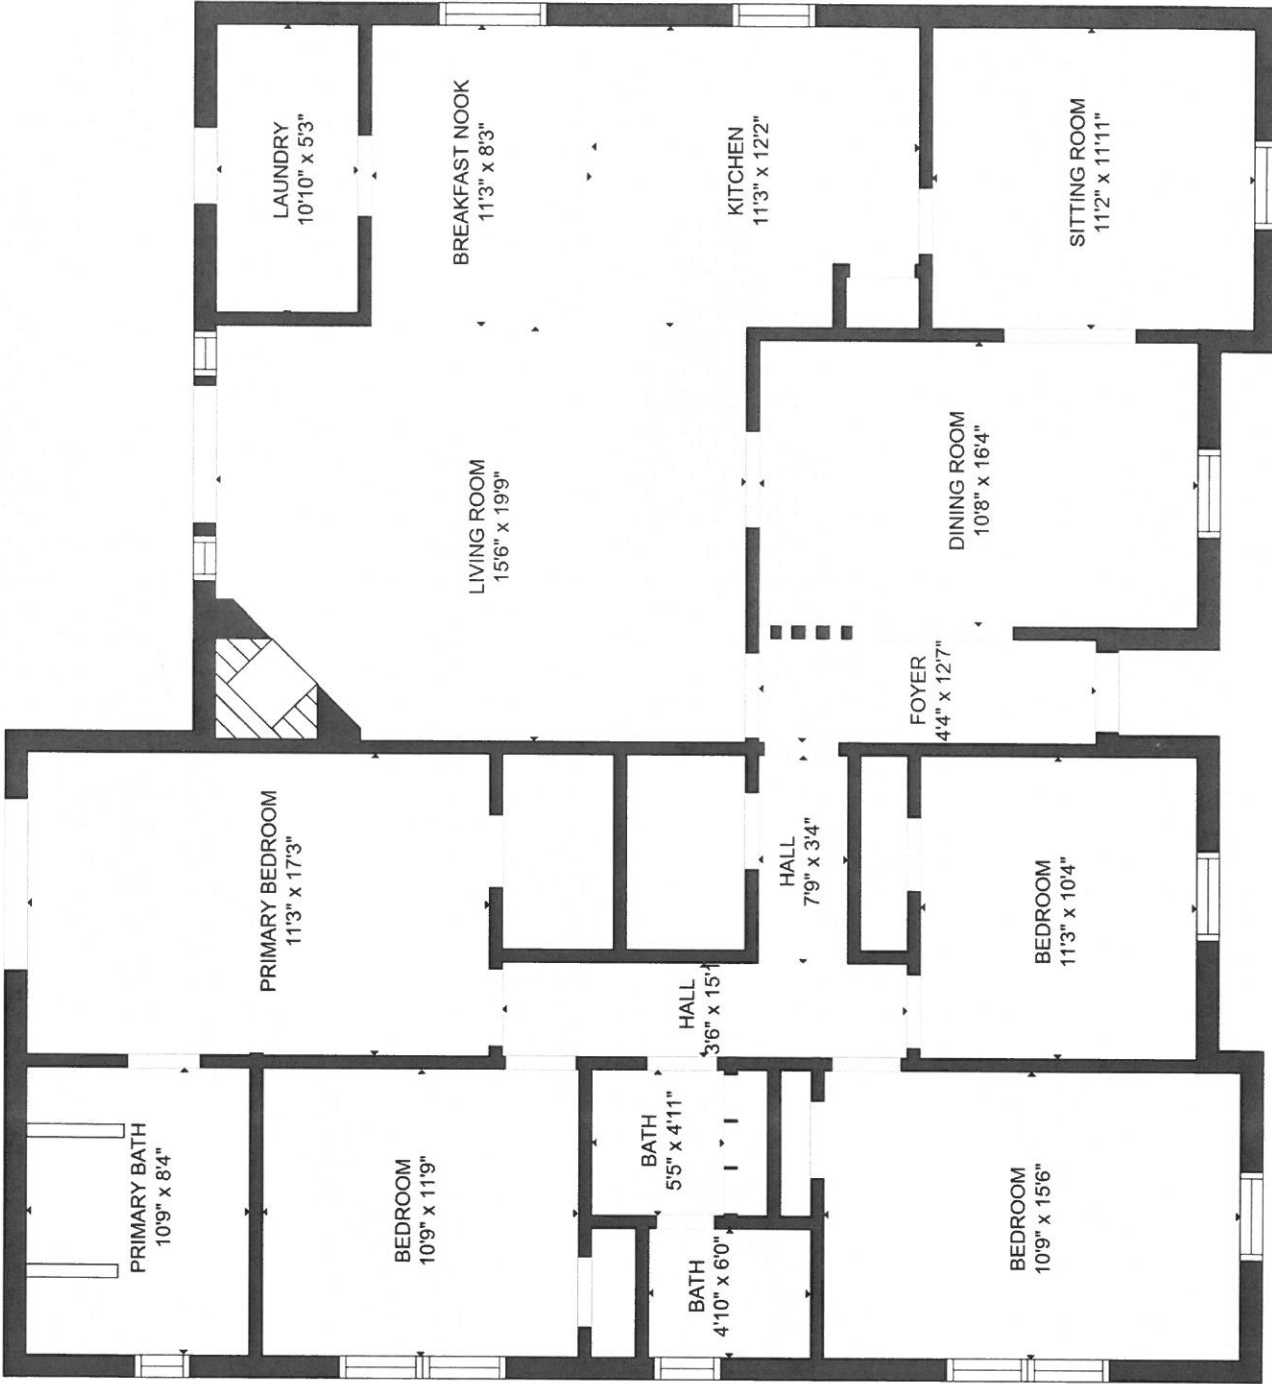 LAUNDRY
10'10" x 5'3"
BREAKFAST NOOK
11'3" x 8'3"
KITCHEN
11'3" x 12'2"
SITTING ROOM
11'2" x 11'11"
LIVING ROOM
15'6" x 19'9"
DINING ROOM
10'8" x 16'4"
FOYER
4'4" x 12'7"
PRIMARY BEDROOM
11'3" x 17'3"
HALL
7'9" x 3'4"
BEDROOM
11'3" x 10'4"
HALL
3'6" x 15'1
PRIMARY BATH
10'9" x 8'4"
BEDROOM
10'9" x 11'9"
BATH
5'5" x 4'11"
BATH
4'10" x 6'0"
BEDROOM
10'9" x 15'6"